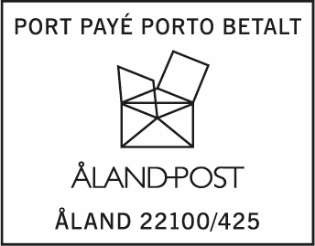 PORT PAYÉ PORTO BETALT
ÅLAND-POST
ÅLAND 22100/425